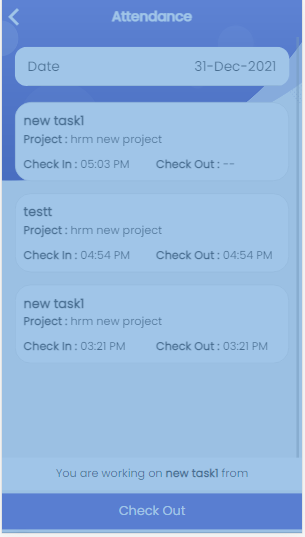 Attendance
Date 31-Dec-2021
new task1
Project : hrm new project
Check In : 05:03 PM Check Out : --
testt
Project : hrm new project
Check In : 04:54 PM Check Out : 04:54 PM
new task1
Project : hrm new project
Check In : 03:21 PM Check Out : 03:21 PM
You are working on new task1 from
Check Out